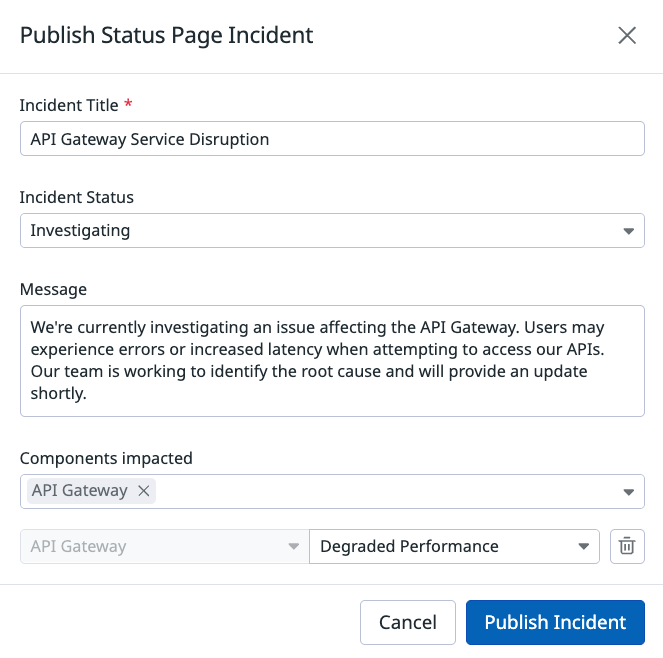 Publish Status Page Incident
Incident Title *
API Gateway Service Disruption
Incident Status
Investigating
Message
We're currently investigating an issue affecting the API Gateway. Users may
experience errors or increased latency when attempting to access our APIs.
Our team is working to identify the root cause and will provide an update
shortly.
Components impacted
API Gateway
API Gateway Degraded Performance
Cancel Publish Incident